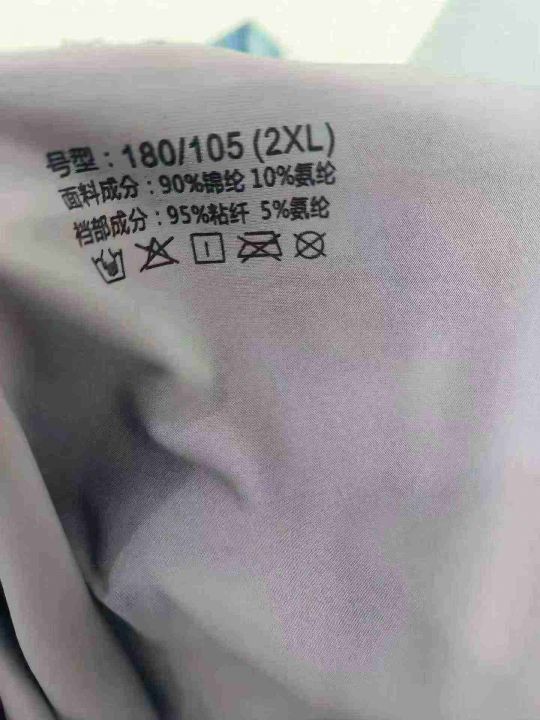 号型：180/105 (2XL)
面料成分：90%锦纶 10%氨纶
裆部成分：95%粘纤 5%氨纶